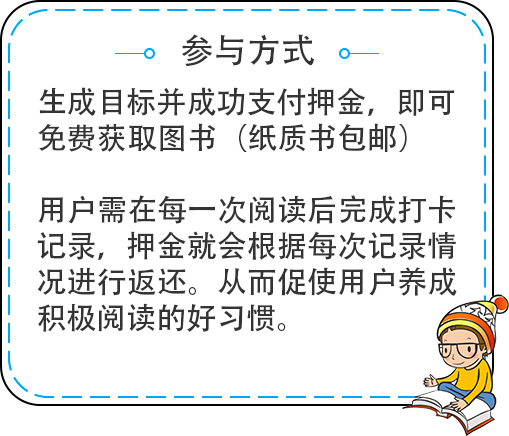 参与方式
生成目标并成功支付押金，即可
免费获取图书（纸质书包邮）
用户需在每一次阅读后完成打卡
记录，押金就会根据每次记录情
况进行返还。从而促使用户养成
积极阅读的好习惯。